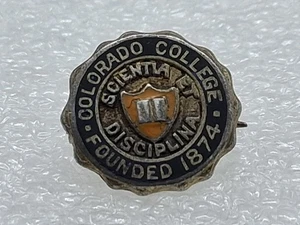 COLORADO COLLEGE
· FOUNDED 1874 ·
SCIENTIA ET
DISCIPLINA